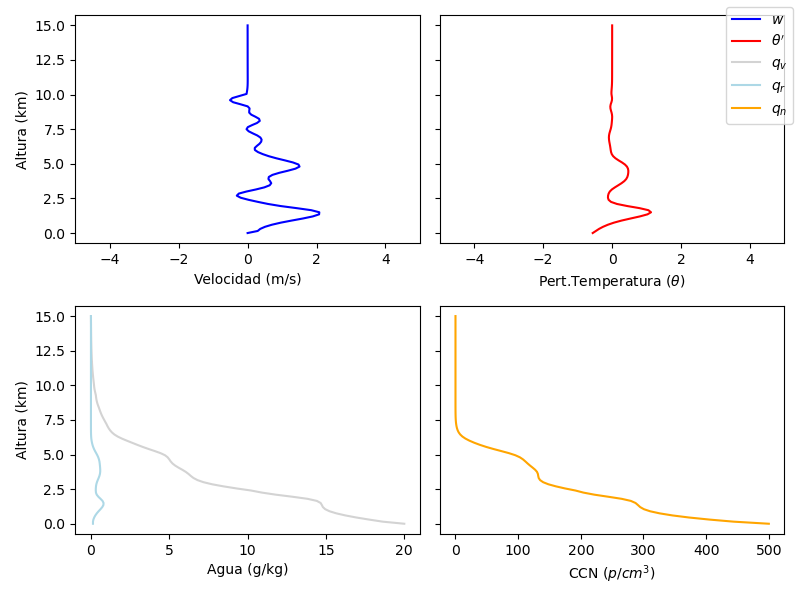 15.0
12.5
10.0
7.5
5.0
2.5
0.0
Altura (km)
−4 −2 0 2 4
Velocidad (m/s)
−4 −2 0 2 4
Pert.Temperatura (θ)
w
θ′
q_v
q_r
q_n
15.0
12.5
10.0
7.5
5.0
2.5
0.0
Altura (km)
0 5 10 15 20
Agua (g/kg)
0 100 200 300 400 500
CCN (p/cm³)